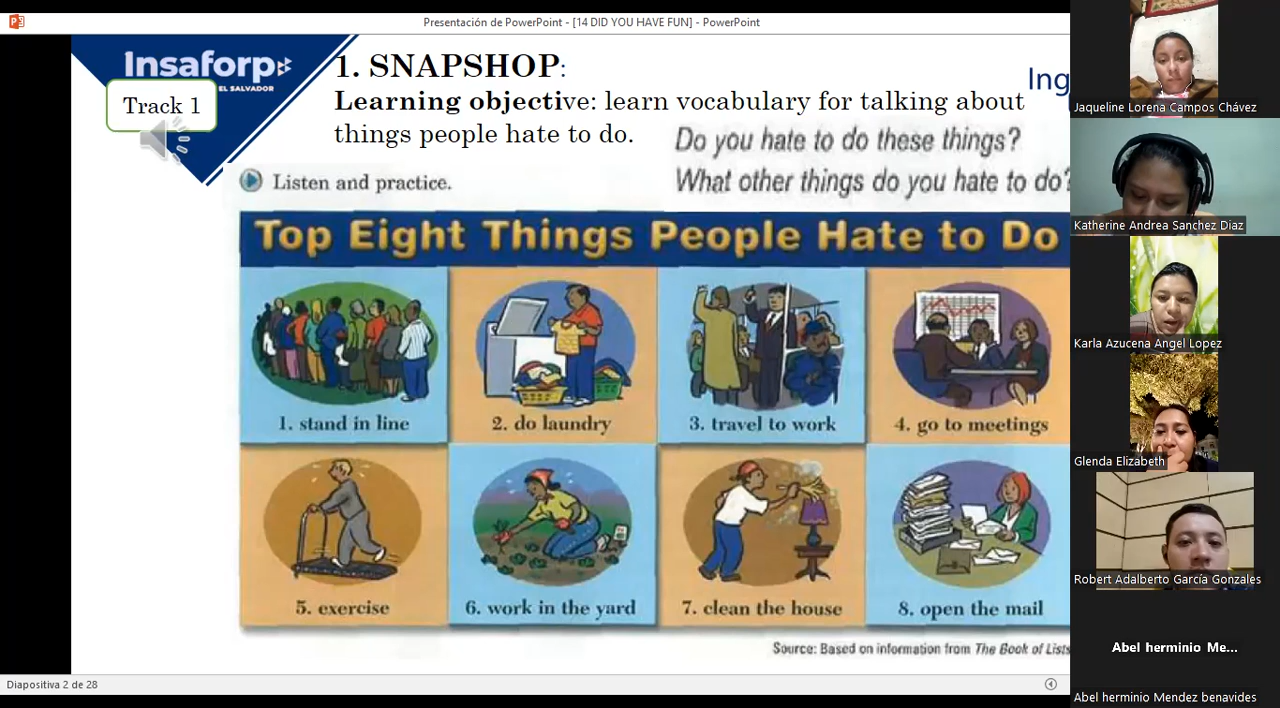 Presentación de PowerPoint - [14 DID YOU HAVE FUN] - PowerPoint
Insaforp
EL SALVADOR
Track 1
1. SNAPSHOP:
Ing
Learning objective: learn vocabulary for talking about
things people hate to do.
Do you hate to do these things?
What other things do you hate to do?
Listen and practice.
Top Eight Things People Hate to Do
1. stand in line
2. do laundry
3. travel to work
4. go to meetings
5. exercise
6. work in the yard
7. clean the house
8. open the mail
Source: Based on information from The Book of Lists
Diapositiva 2 de 28
Jaqueline Lorena Campos Chávez
Katherine Andrea Sanchez Diaz
Karla Azucena Angel Lopez
Glenda Elizabeth
Robert Adalberto García Gonzales
Abel herminio Me...
Abel herminio Mendez benavides